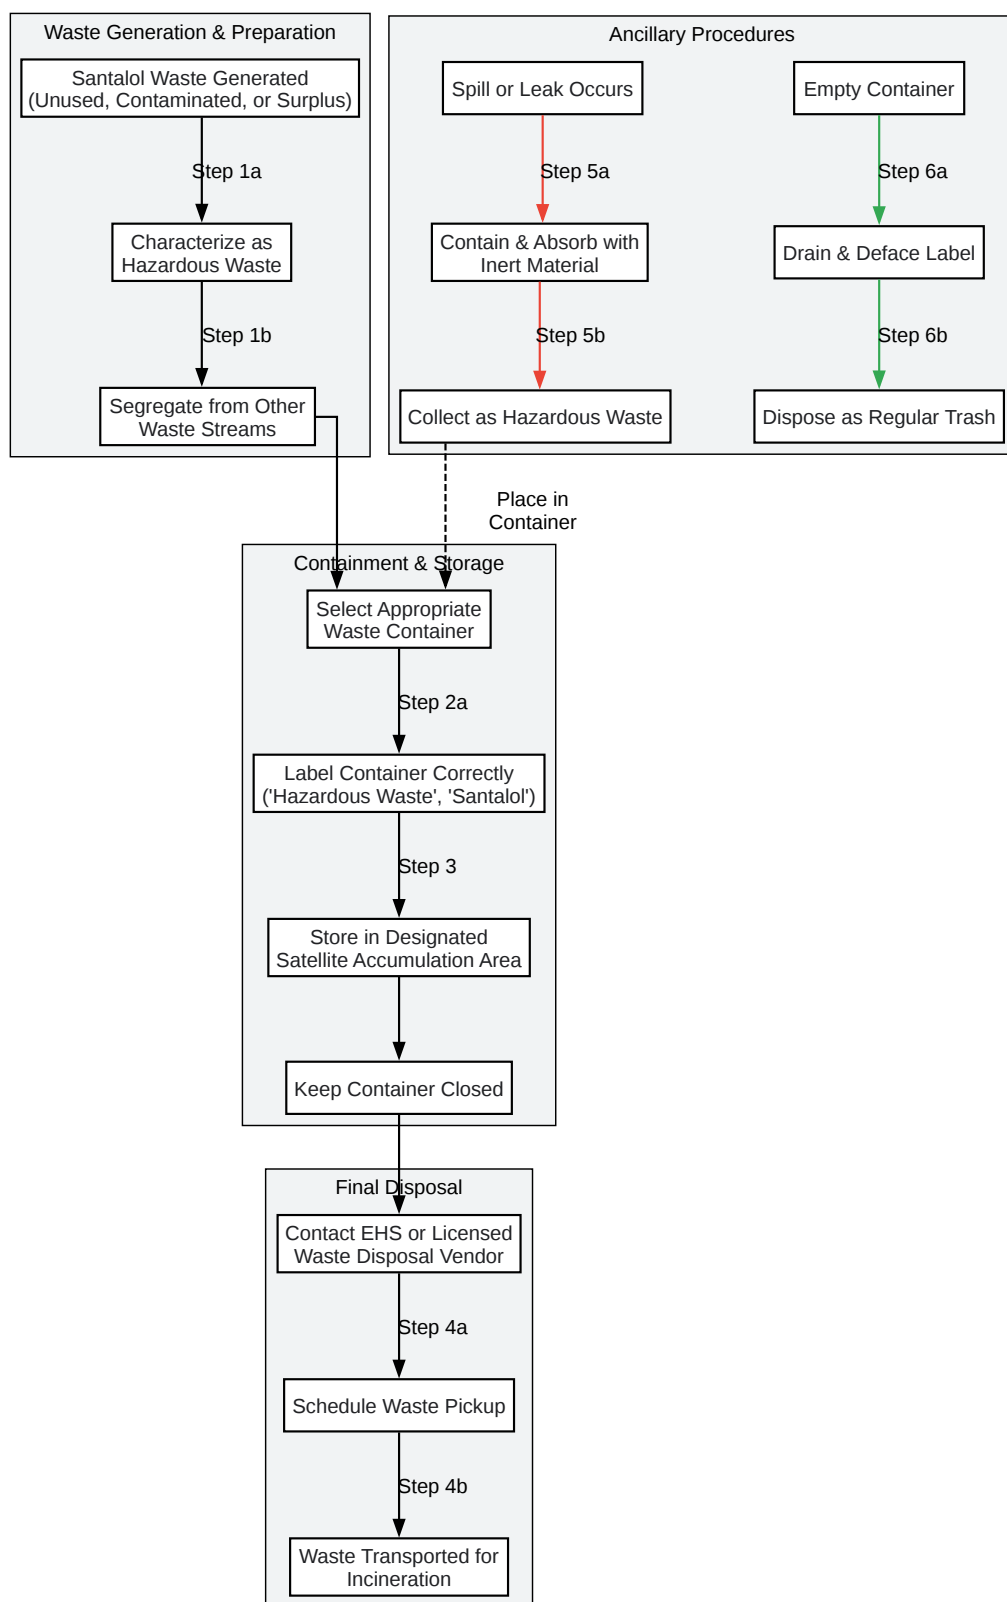 Waste Generation & Preparation
Santalol Waste Generated
(Unused, Contaminated, or Surplus)
Step 1a
Characterize as
Hazardous Waste
Step 1b
Segregate from Other
Waste Streams
Ancillary Procedures
Spill or Leak Occurs
Step 5a
Contain & Absorb with
Inert Material
Step 5b
Collect as Hazardous Waste
Empty Container
Step 6a
Drain & Deface Label
Step 6b
Dispose as Regular Trash
Place in
Container
Containment & Storage
Select Appropriate
Waste Container
Step 2a
Label Container Correctly
('Hazardous Waste', 'Santalol')
Step 3
Store in Designated
Satellite Accumulation Area
Keep Container Closed
Final Disposal
Contact EHS or Licensed
Waste Disposal Vendor
Step 4a
Schedule Waste Pickup
Step 4b
Waste Transported for
Incineration